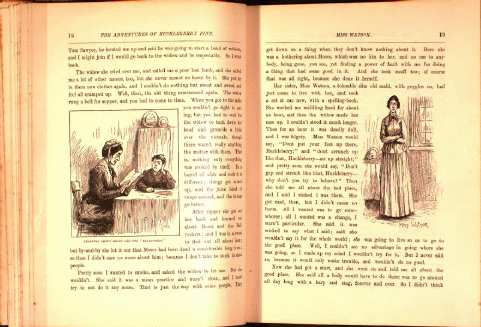 18 THE ADVENTURES OF HUCKLEBERRY FINN.
Tom Sawyer, he hunted me up and said he was going to start a band of robbers,
and I might join if I would go back to the widow and be respectable. So I went
back.
The widow she cried over me, and called me a poor lost lamb, and she called
me a lot of other names, too, but she never meant no harm by it. She put me
in them new clothes again, and I couldn't do nothing but sweat and sweat, and
feel all cramped up. Well, then, the old thing commenced again. The widow
rung a bell for supper, and you had to come to time. When you got to the table
you couldn't go right to eat-
ing, but you had to wait for
the widow to tuck down her
head and grumble a little
over the victuals, though
there warn't really anything
the matter with them. That
is, nothing only everything
was cooked by itself. In a
barrel of odds and ends it is
different; things get mixed
up, and the juice kind of
swaps around, and the things
go better.
After supper she got out
her book and learned me
about Moses and the Bul-
rushers; and I was in a sweat
to find out all about him;
LEARNING ABOUT MOSES AND THE "BULRUSHERS."
but by-and-by she let it out that Moses had been dead a considerable long time;
so then I didn't care no more about him; because I don't take no stock in dead
people.
Pretty soon I wanted to smoke, and asked the widow to let me. But she
wouldn't. She said it was a mean practice and wasn't clean, and I must
try to not do it any more. That is just the way with some people. They
MISS WATSON. 19
get down on a thing when they don't know nothing about it. Here she
was a bothering about Moses, which was no kin to her, and no use to any-
body, being gone, you see, yet finding a power of fault with me for doing
a thing that had some good in it. And she took snuff too; of course
that was all right, because she done it herself.
Her sister, Miss Watson, a tolerable slim old maid, with goggles on, had
just come to live with her, and took
a set at me now, with a spelling-book.
She worked me middling hard for about
an hour, and then the widow made her
ease up. I couldn't stood it much longer.
Then for an hour it was deadly dull,
and I was fidgety. Miss Watson would
say, "Dont put your feet up there,
Huckleberry;" and "dont scrunch up
like that, Huckleberry—set up straight;"
and pretty soon she would say, "Don't
gap and stretch like that, Huckleberry—
why don't you try to behave?" Then
she told me all about the bad place,
and I said I wished I was there. She
got mad, then, but I didn't mean no
harm. All I wanted was to go some-
wheres; all I wanted was a change, I
warn't particular. She said it was
wicked to say what I said; said she
wouldn't say it for the whole world; she was going to live so as to go to
the good place. Well, I couldn't see no advantage in going where she
was going, so I made up my mind I wouldn't try for it. But I never said
so, because it would only make trouble, and wouldn't do no good.
Miss Watson
Now she had got a start, and she went on and told me all about the
good place. She said all a body would have to do there was to go around
all day long with a harp and sing, forever and ever. So I didn't think